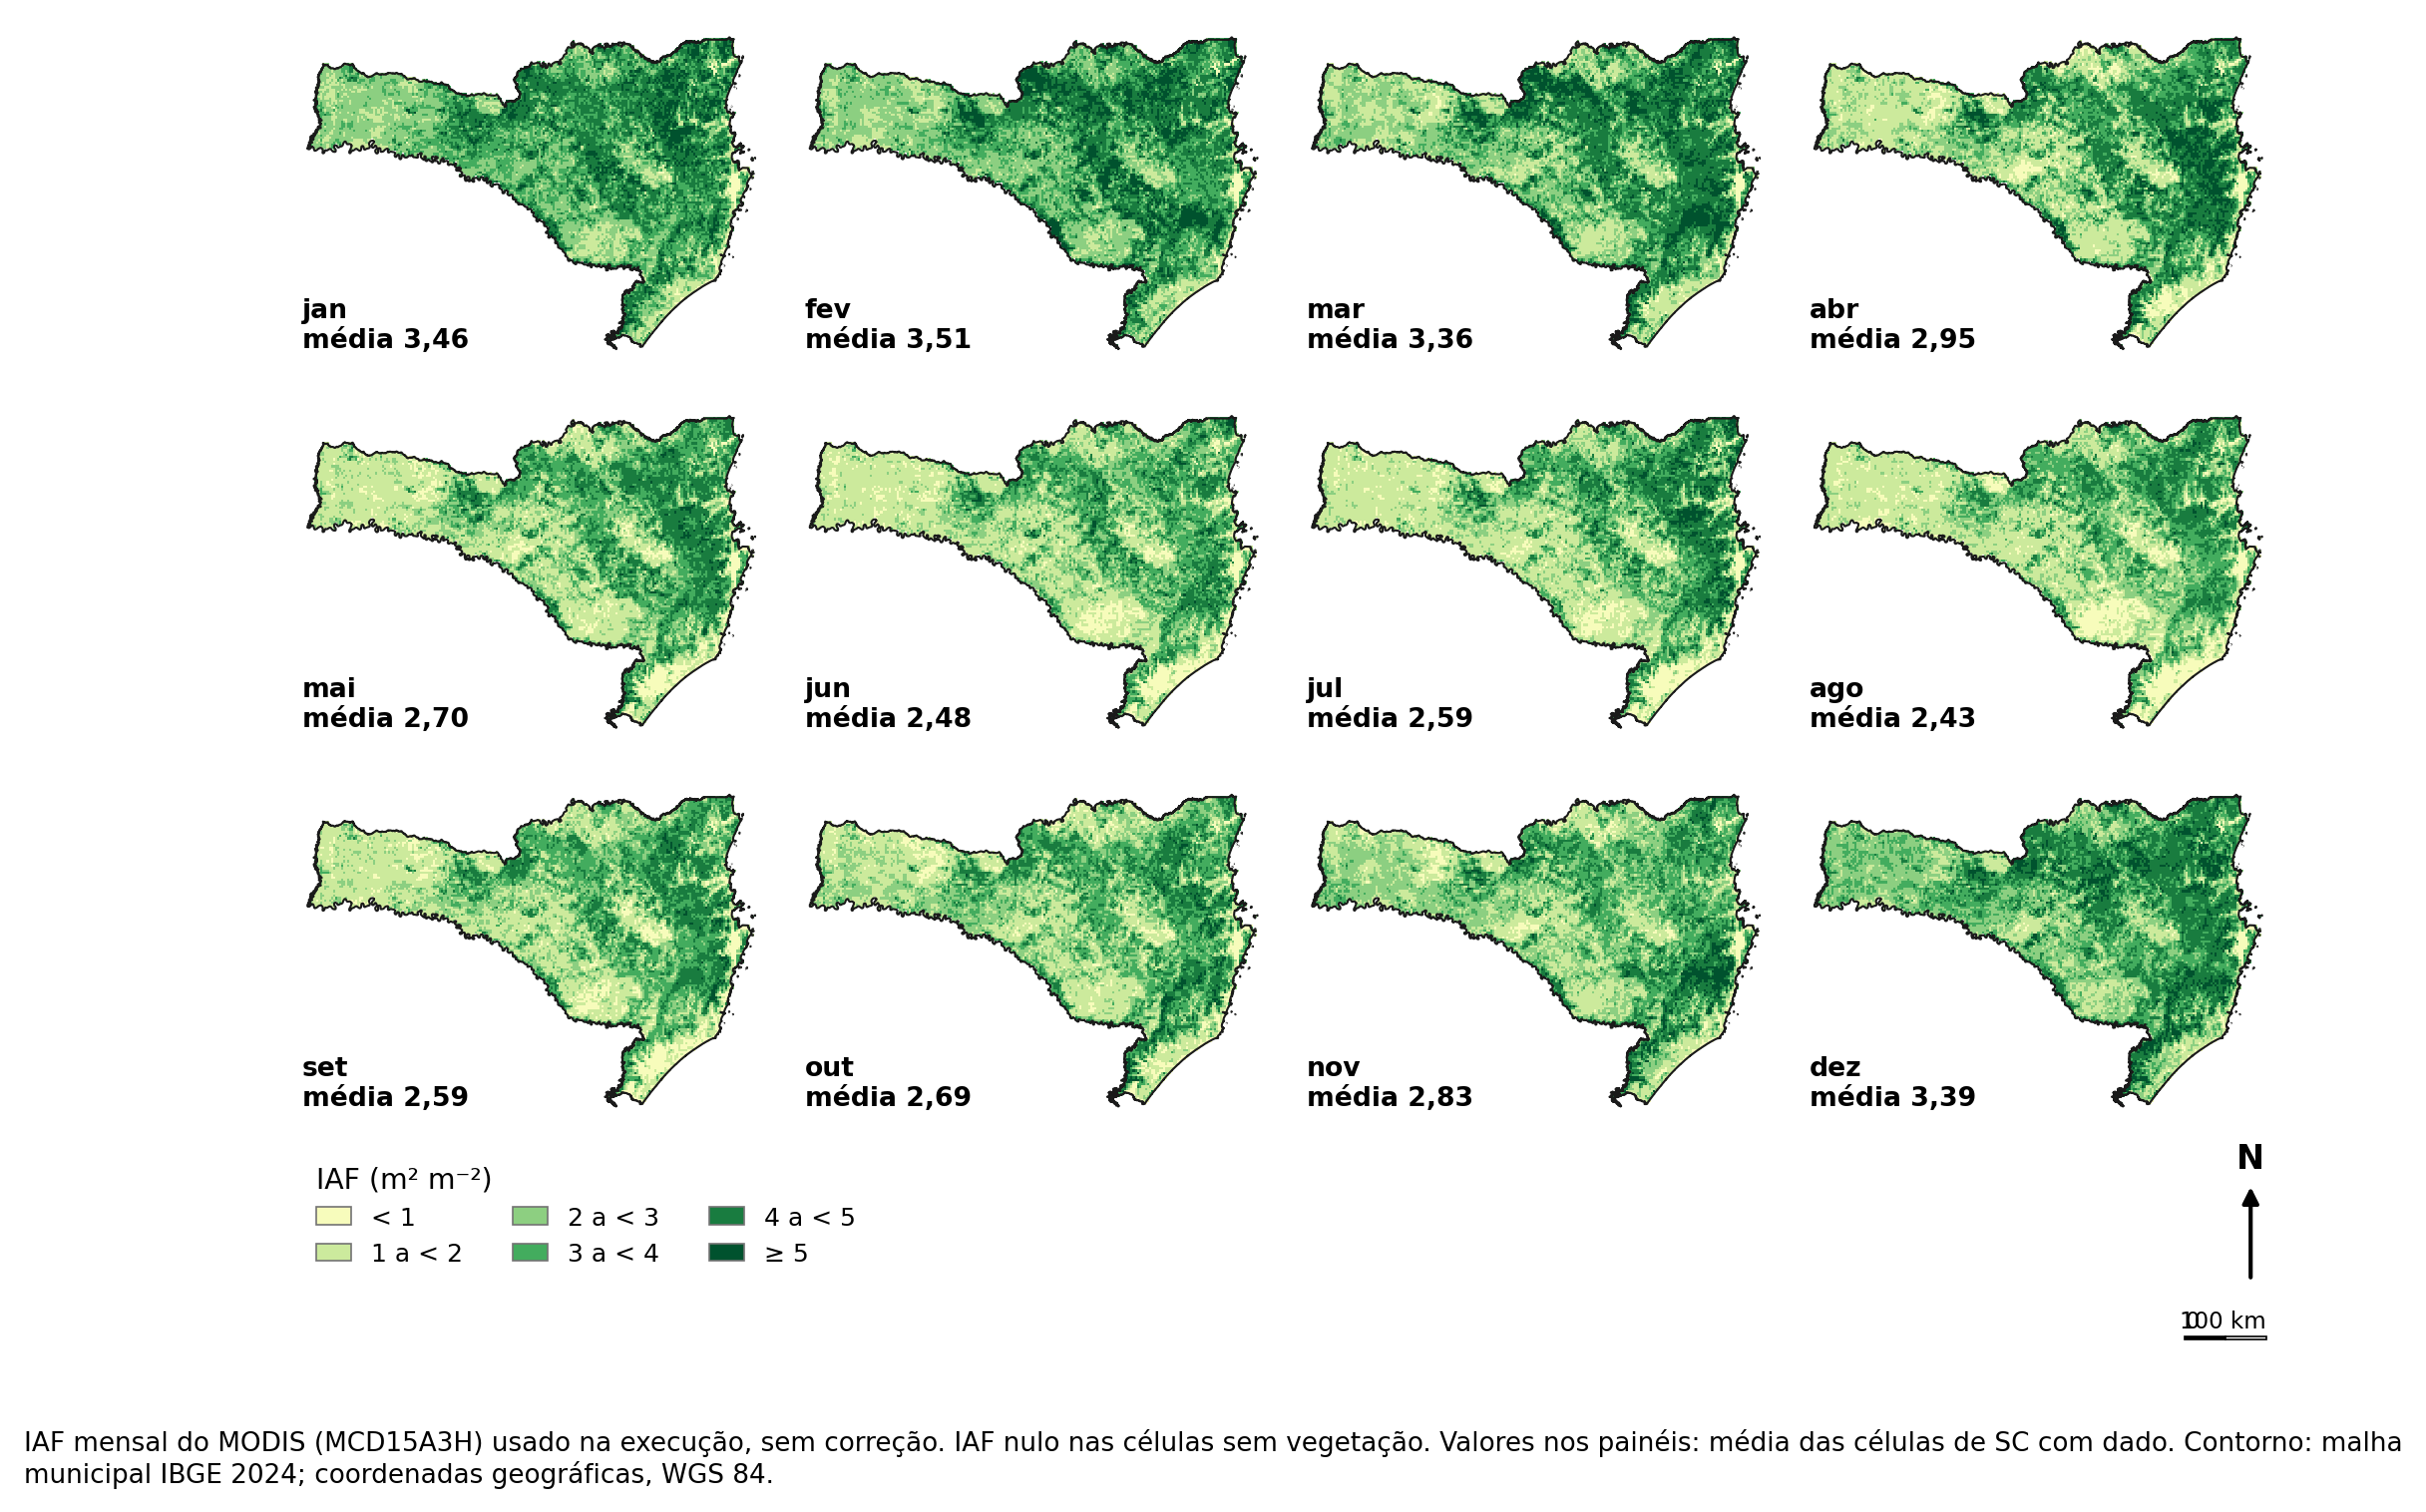 jan
média 3,46
fev
média 3,51
mar
média 3,36
abr
média 2,95
mai
média 2,70
jun
média 2,48
jul
média 2,59
ago
média 2,43
set
média 2,59
out
média 2,69
nov
média 2,83
dez
média 3,39
IAF (m² m⁻²)
< 1
2 a < 3
4 a < 5
1 a < 2
3 a < 4
≥ 5
N
0
100 km
IAF mensal do MODIS (MCD15A3H) usado na execução, sem correção. IAF nulo nas células sem vegetação. Valores nos painéis: média das células de SC com dado. Contorno: malha
municipal IBGE 2024; coordenadas geográficas, WGS 84.